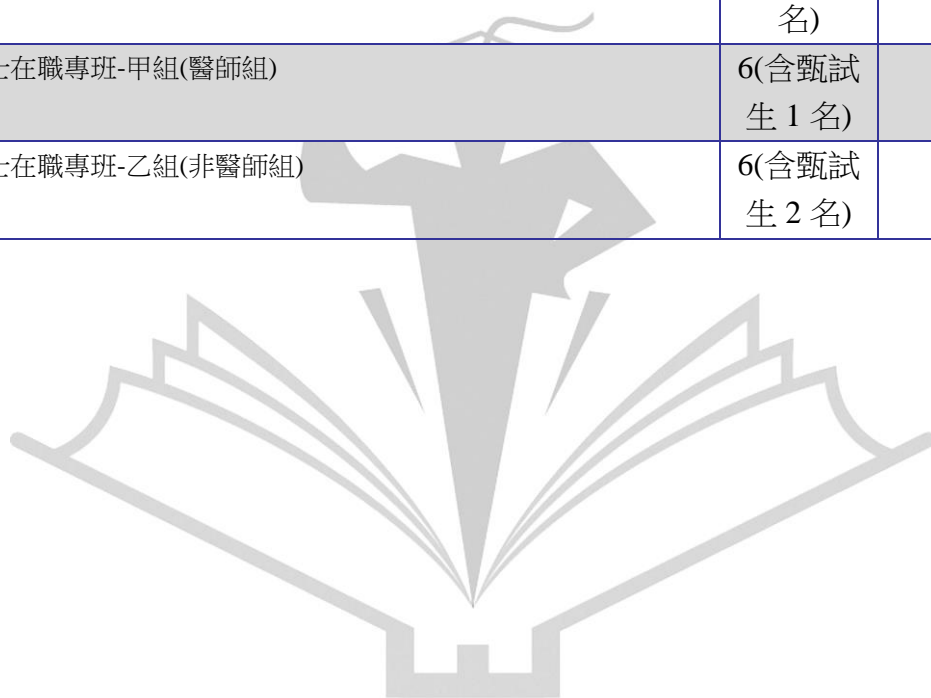 名)
士在職專班-甲組(醫師組)
6(含甄試
生 1 名)
士在職專班-乙組(非醫師組)
6(含甄試
生 2 名)